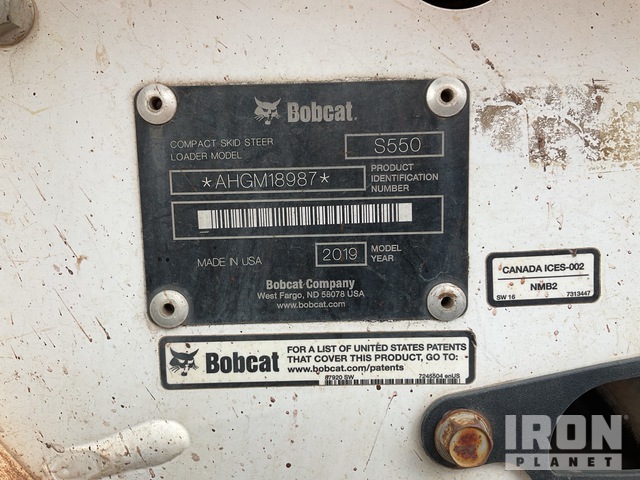 Bobcat.
COMPACT SKID STEER
LOADER MODEL
S550
*AHGM18987*
PRODUCT
IDENTIFICATION
NUMBER
MADE IN USA
2019
MODEL
YEAR
Bobcat Company
West Fargo, ND 58078 USA
www.bobcat.com
CANADA ICES-002
NMB2
SW 16
7313447
Bobcat
FOR A LIST OF UNITED STATES PATENTS
THAT COVER THIS PRODUCT, GO TO:
www.bobcat.com/patents
87920 SW
7245504 enUS
IRON
PLANET